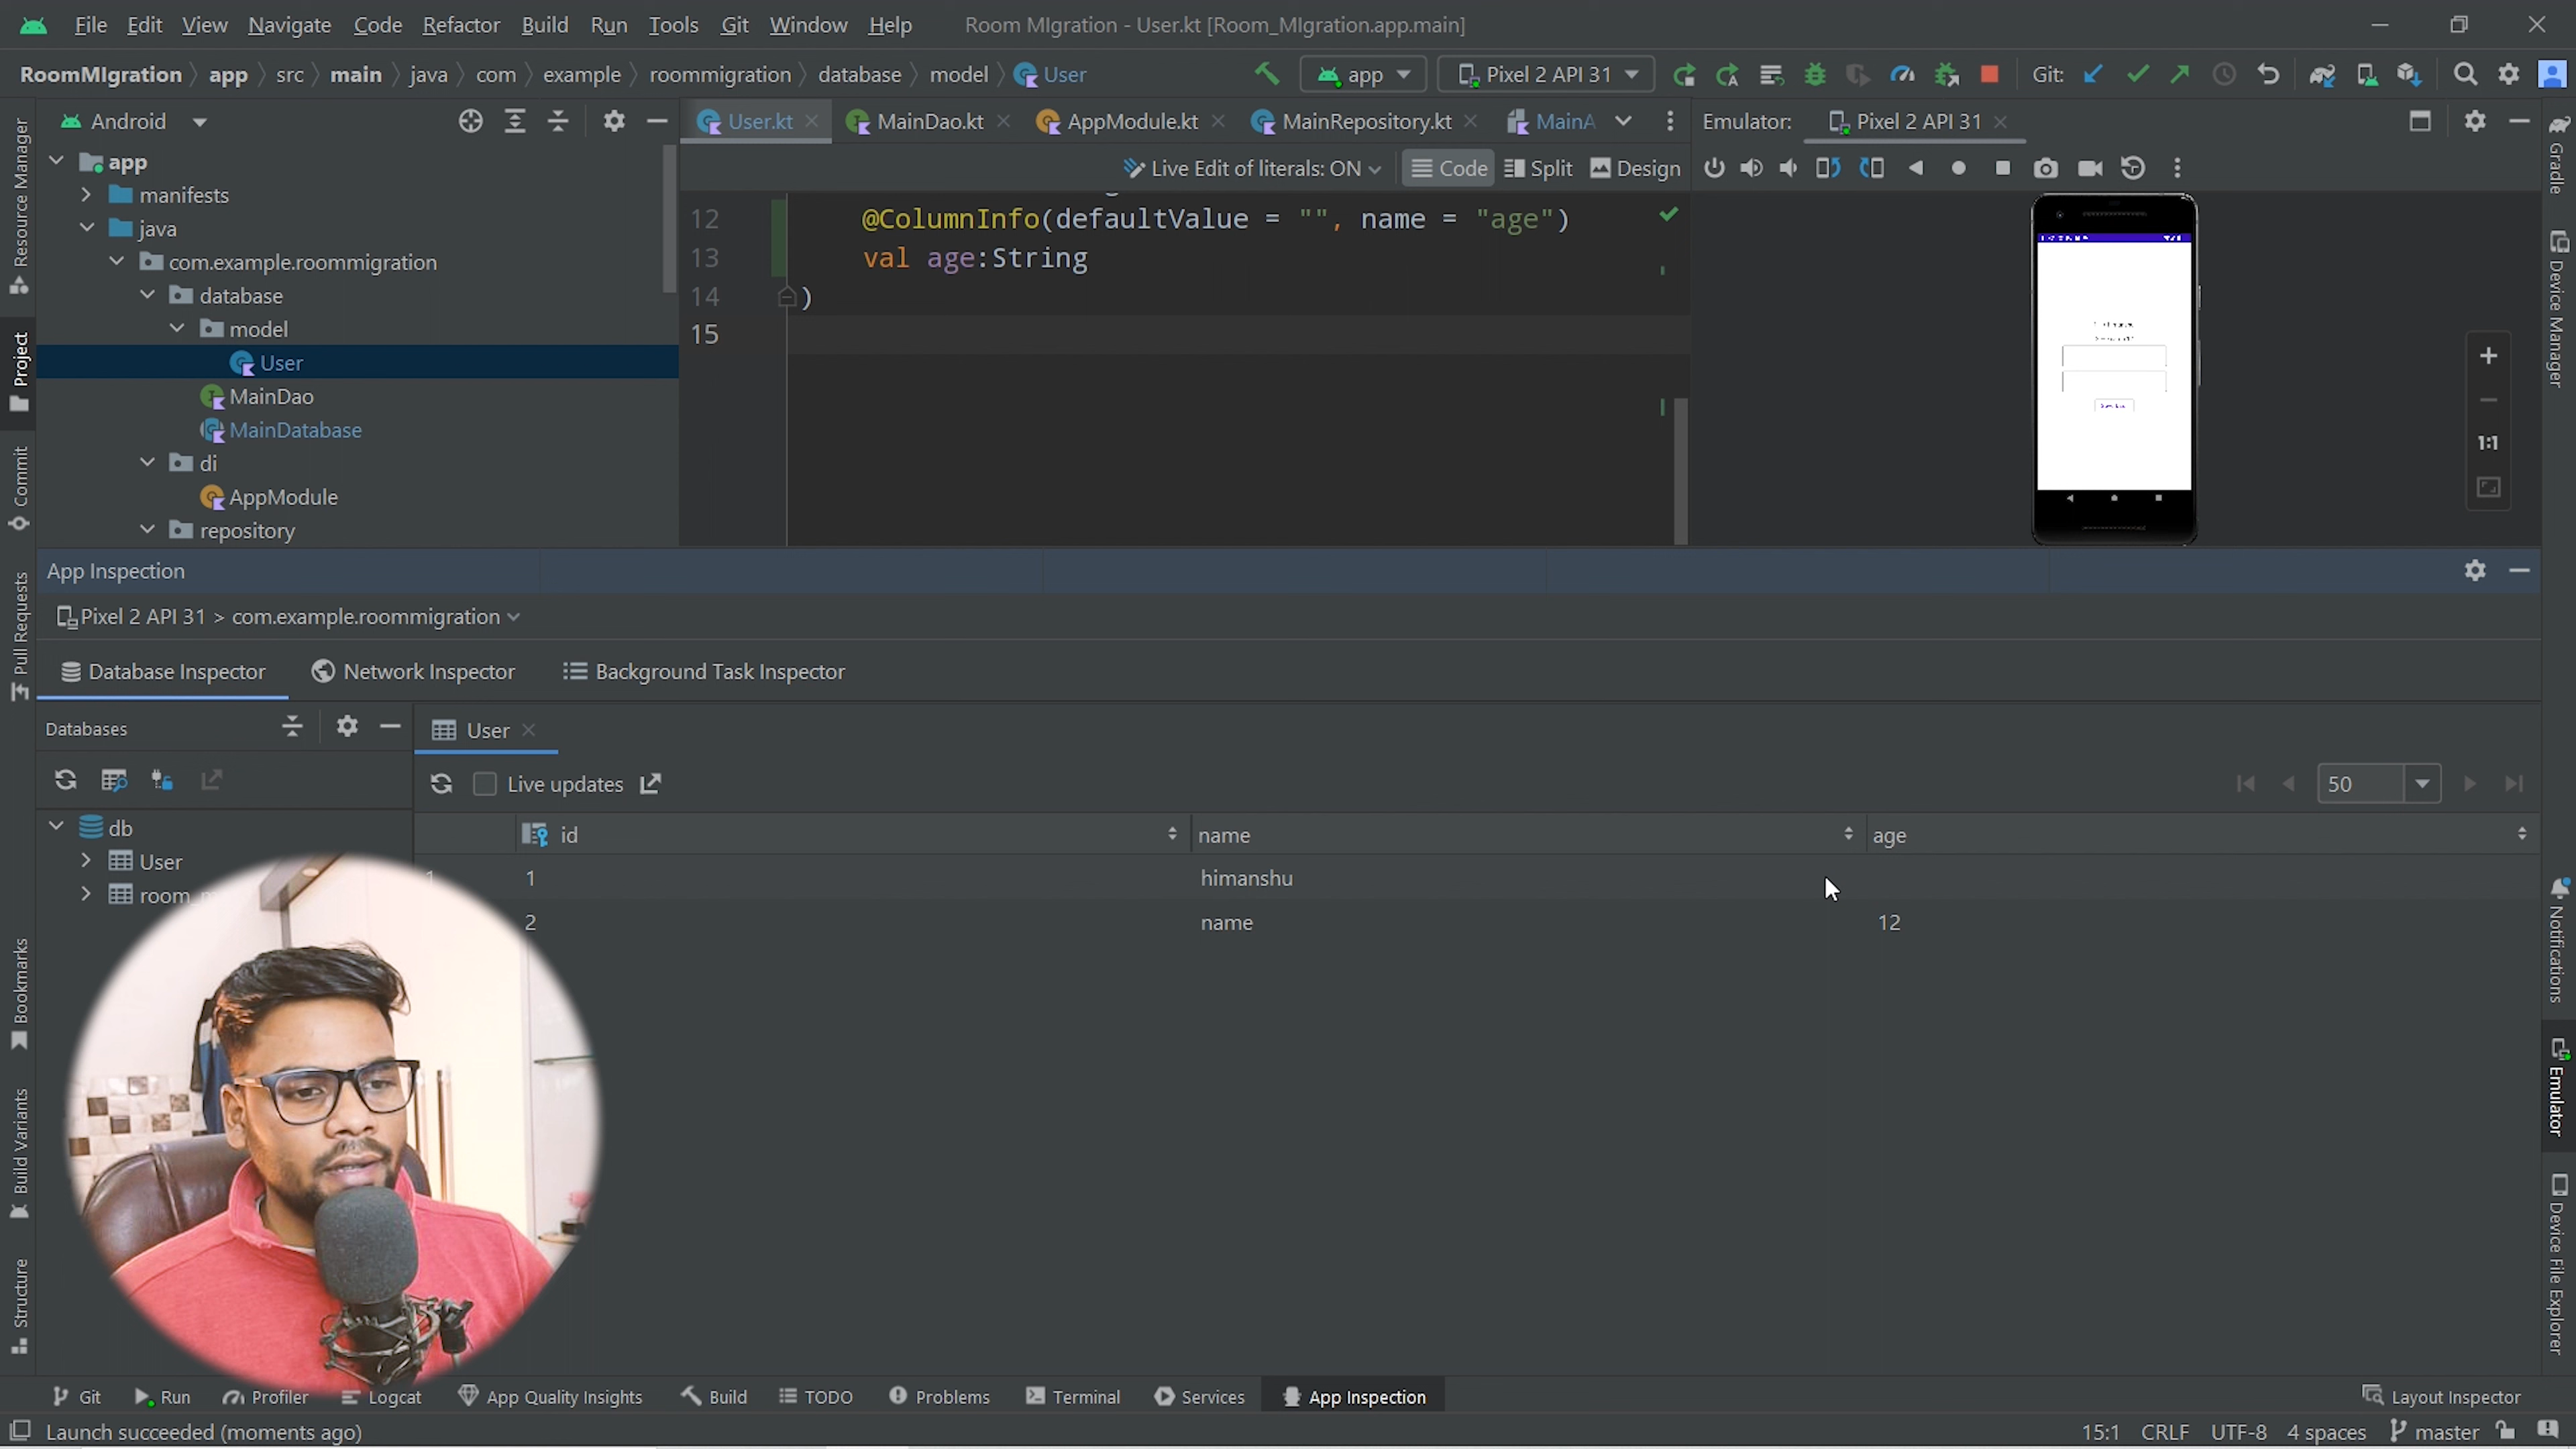 File Edit View Navigate Code Refactor Build Run Tools Git Window Help Room MIgration - User.kt [Room_MIgration.app.main]
RoomMIgration app src main java com example roommigration database model User app Pixel 2 API 31 Git:
Android User.kt MainDao.kt AppModule.kt MainRepository.kt MainA Emulator: Pixel 2 API 31
Live Edit of literals: ON Code Split Design
app
manifests
java
com.example.roommigration
database
model
User
MainDao
MainDatabase
di
AppModule
repository
12 @ColumnInfo(defaultValue = "", name = "age")
13 val age:String
14 )
15
1:1
App Inspection
Pixel 2 API 31 > com.example.roommigration
Database Inspector Network Inspector Background Task Inspector
Databases User
Live updates 50
db
User
id name age
1 1 himanshu
2 name 12
Resource Manager
Project
Commit
Pull Requests
Bookmarks
Build Variants
Structure
Gradle
Device Manager
Notifications
Emulator
Device File Explorer
Git Run Profiler Logcat App Quality Insights Build TODO Problems Terminal Services App Inspection Layout Inspector
Launch succeeded (moments ago) 15:1 CRLF UTF-8 4 spaces master